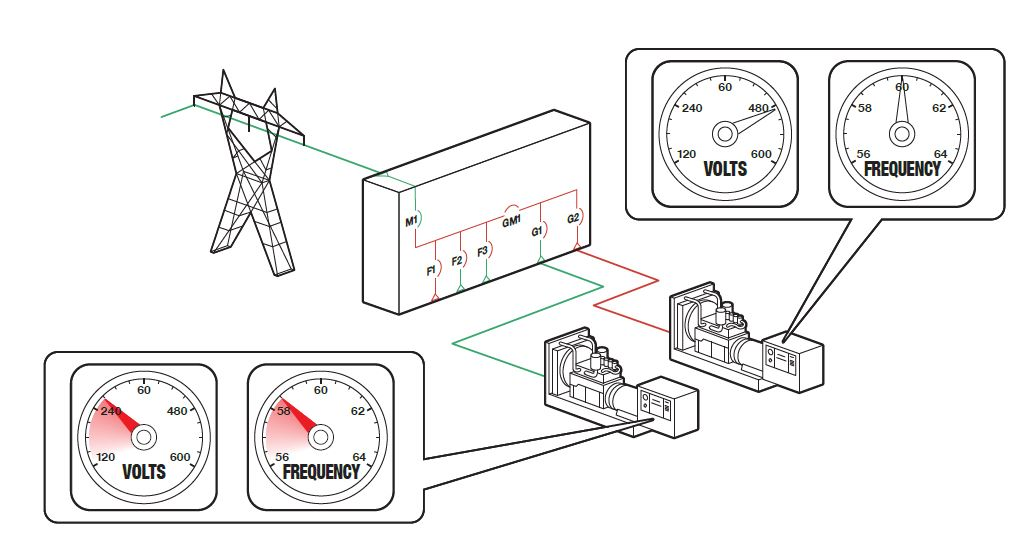 60
240 480
120 600
VOLTS
60
58 62
56 64
FREQUENCY
M1
GM1
G2
G1
F3
F2
F1
60
240 480
120 600
VOLTS
60
58 62
56 64
FREQUENCY